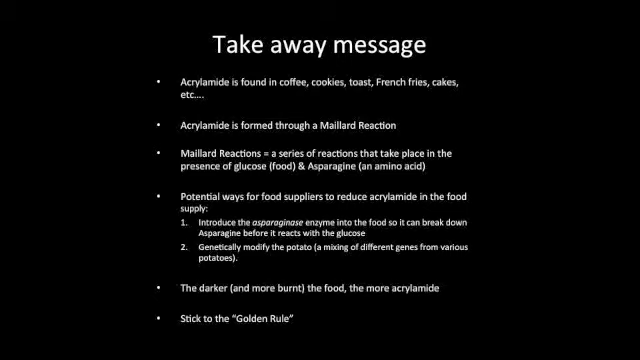 Take away message
• Acrylamide is found in coffee, cookies, toast, French fries, cakes,
etc....
• Acrylamide is formed through a Maillard Reaction
• Maillard Reactions = a series of reactions that take place in the
presence of glucose (food) & Asparagine (an amino acid)
• Potential ways for food suppliers to reduce acrylamide in the food
supply:
1. Introduce the asparaginase enzyme into the food so it can break down
Asparagine before it reacts with the glucose
2. Genetically modify the potato (a mixing of different genes from various
potatoes).
• The darker (and more burnt) the food, the more acrylamide
• Stick to the “Golden Rule”